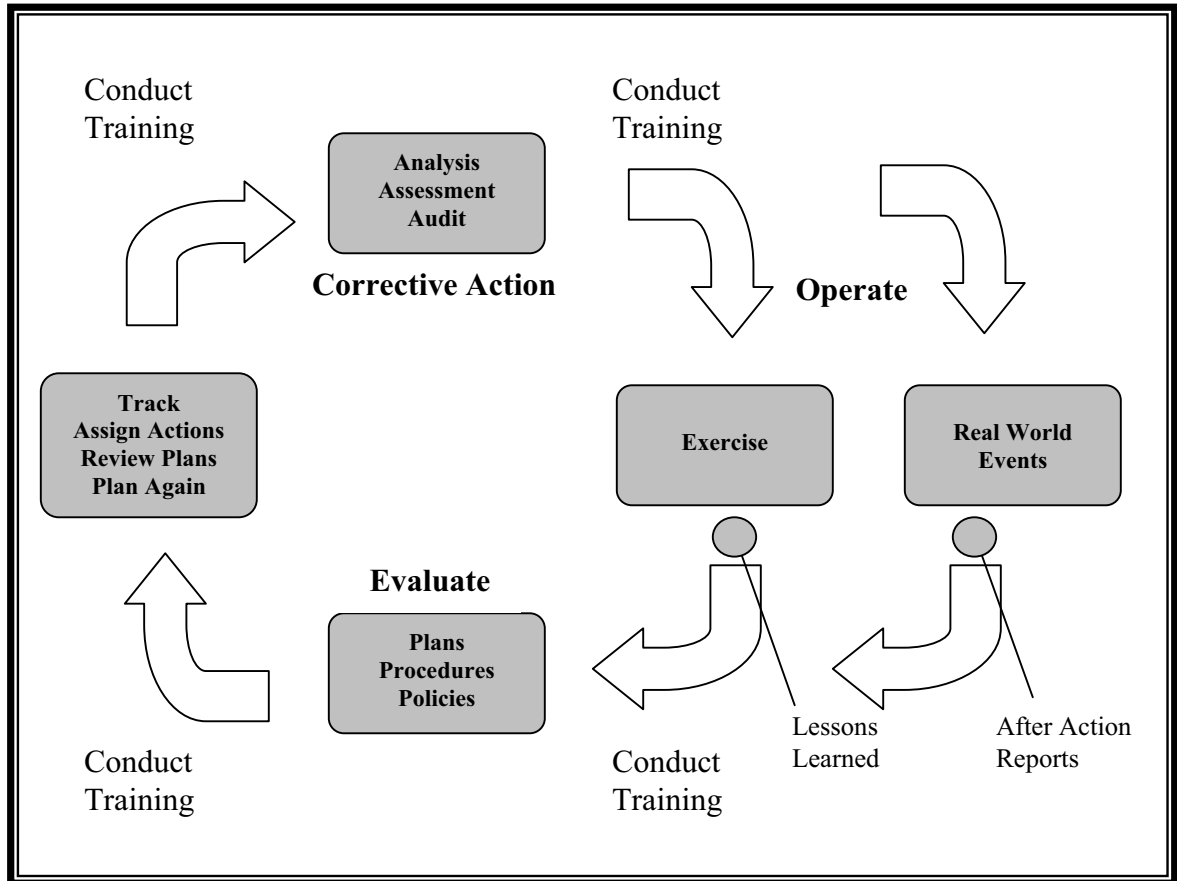 Conduct
Training
Analysis
Assessment
Audit
Corrective Action
Conduct
Training
Operate
Track
Assign Actions
Review Plans
Plan Again
Exercise
Real World
Events
Evaluate
Plans
Procedures
Policies
Lessons
Learned
After Action
Reports
Conduct
Training
Conduct
Training